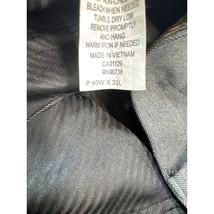 BLEACH WHEN NEEDED
TUMBLE DRY LOW
REMOVE PROMPTLY
AND HANG
WARM IRON IF NEEDED
MADE IN VIETNAM
CA01129
RN90736
P 40W X 32L